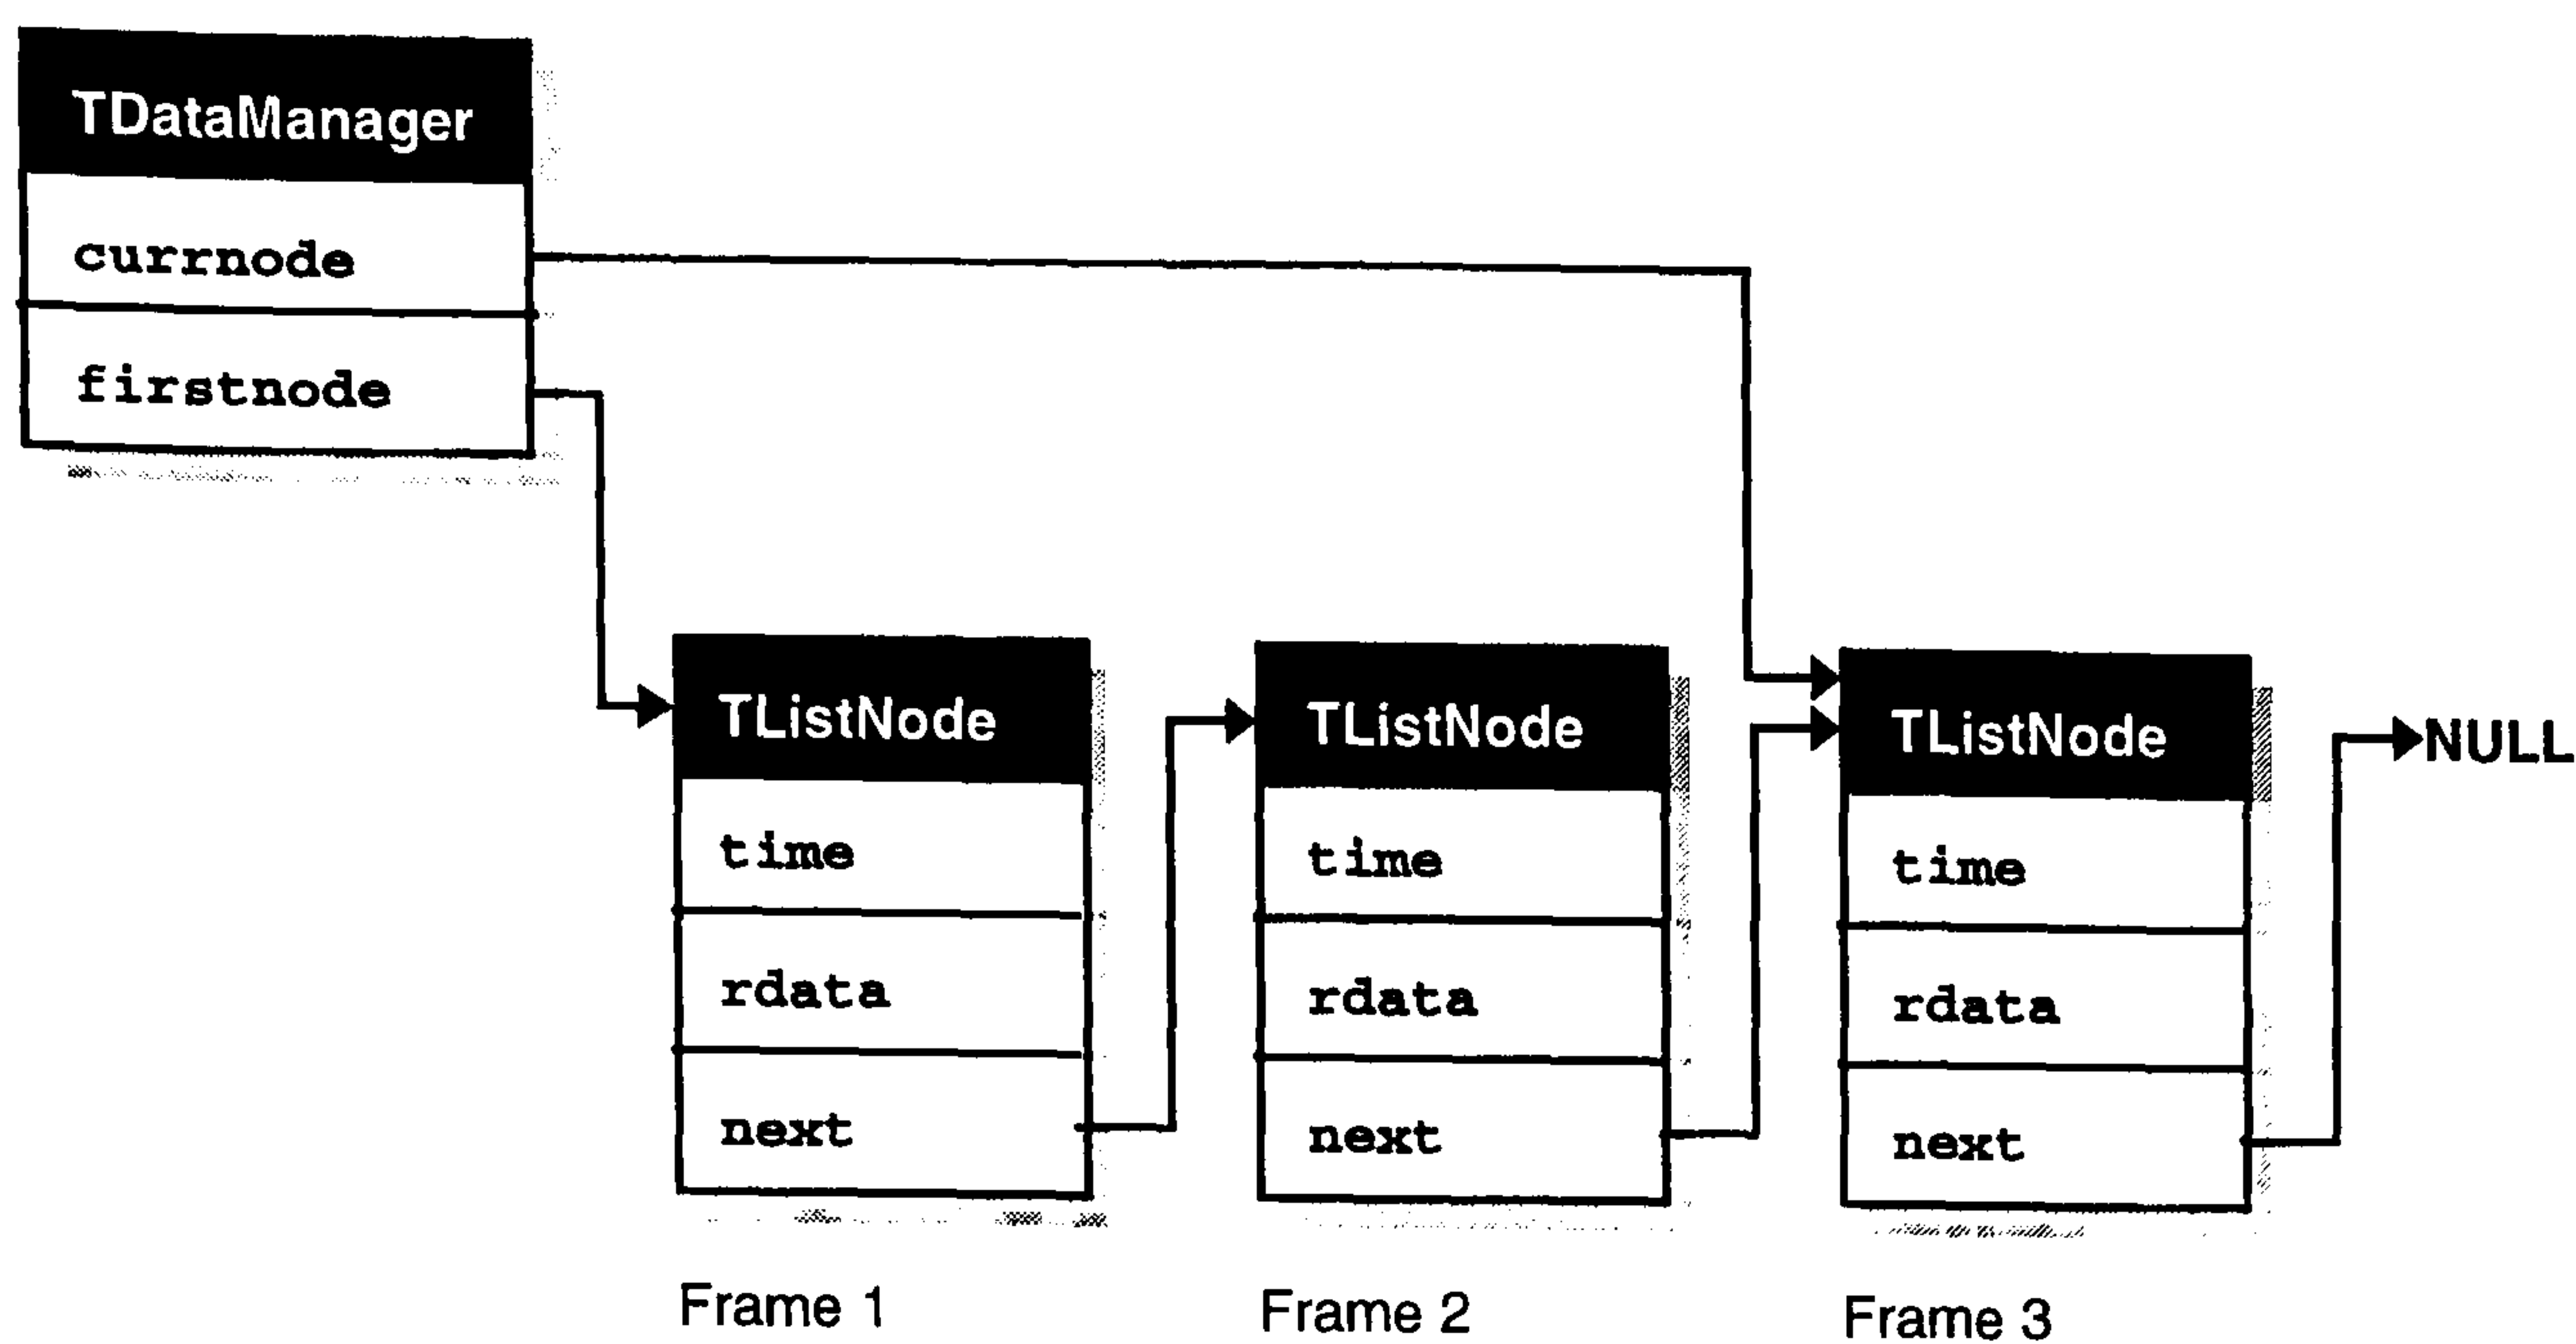 TDataManager
currnode
firstnode
TListNode
time
rdata
next
Frame 1
TListNode
time
rdata
next
Frame 2
TListNode
time
rdata
next
Frame 3
NULL